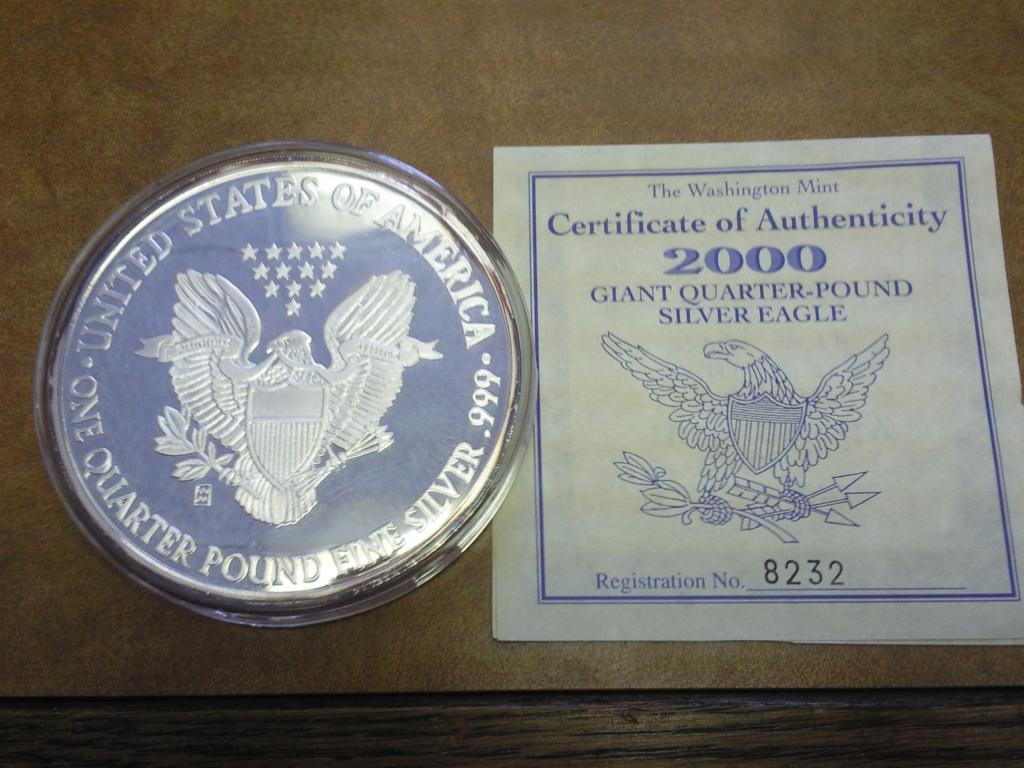 UNITED STATES OF AMERICA
• ONE QUARTER POUND FINE SILVER .999 •
The Washington Mint
Certificate of Authenticity
2000
GIANT QUARTER-POUND
SILVER EAGLE
Registration No. 8232